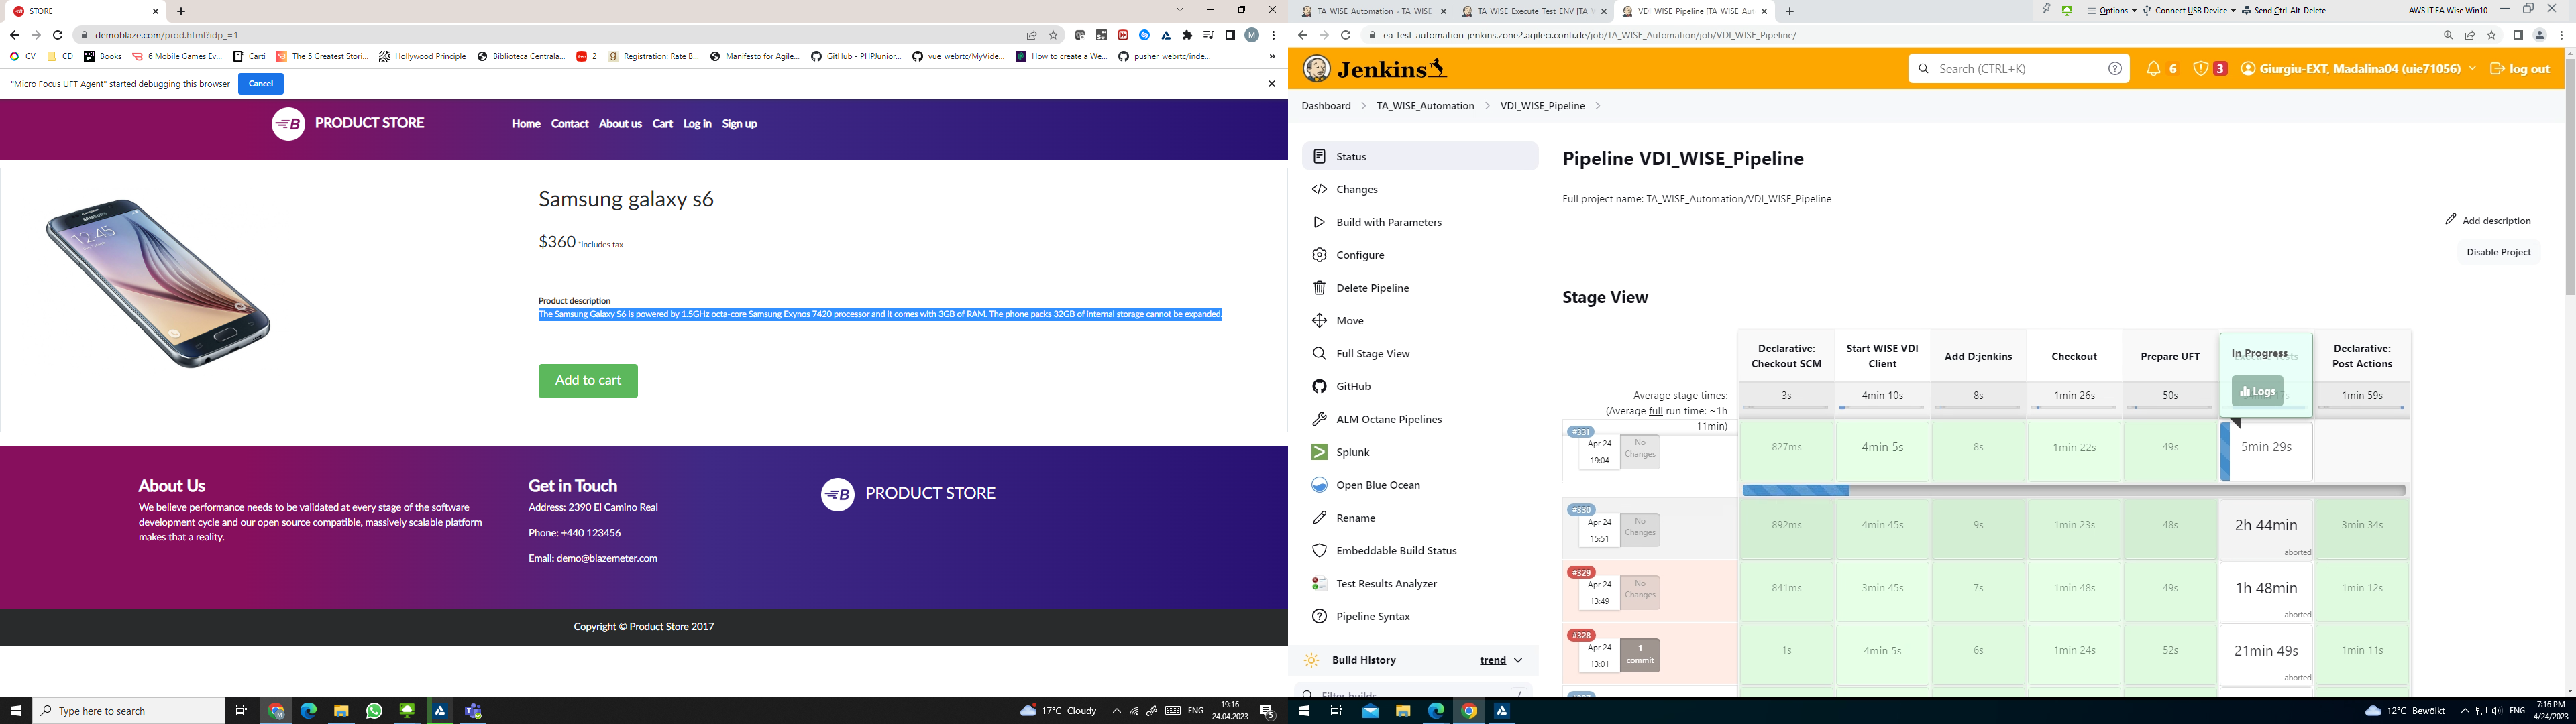 STORE
demoblaze.com/prod.html?idp_=1
CV CD Books 6 Mobile Games Ev... Carti The 5 Greatest Stori... Hollywood Principle Biblioteca Centrala... 2 Registration: Rate B... Manifesto for Agile... GitHub - PHPJunior... vue_webrtc/MyVide... How to create a We... pusher_webrtc/inde... »
"Micro Focus UFT Agent" started debugging this browser Cancel
PRODUCT STORE Home Contact About us Cart Log in Sign up
Samsung galaxy s6
$360 *includes tax
Product description
The Samsung Galaxy S6 is powered by 1.5GHz octa-core Samsung Exynos 7420 processor and it comes with 3GB of RAM. The phone packs 32GB of internal storage cannot be expanded.
Add to cart
SAMSUNG
12:45
About Us
We believe performance needs to be validated at every stage of the software
development cycle and our open source compatible, massively scalable platform
makes that a reality.
Get in Touch
Address: 2390 El Camino Real
Phone: +440 123456
Email: demo@blazemeter.com
PRODUCT STORE
Copyright © Product Store 2017
Type here to search
17°C Cloudy ENG 19:16
24.04.2023
5
TA_WISE_Automation » TA_WISE_ TA_WISE_Execute_Test_ENV [TA_ VDI_WISE_Pipeline [TA_WISE_Aut
Options Connect USB Device Send Ctrl-Alt-Delete AWS IT EA Wise Win10
ea-test-automation-jenkins.zone2.agileci.conti.de/job/TA_WISE_Automation/job/VDI_WISE_Pipeline/
Jenkins Search (CTRL+K) 6 3 Giurgiu-EXT, Madalina04 (uie71056) log out
Dashboard TA_WISE_Automation VDI_WISE_Pipeline
Status
Changes
Build with Parameters
Configure
Delete Pipeline
Move
Full Stage View
GitHub
ALM Octane Pipelines
Splunk
Open Blue Ocean
Rename
Embeddable Build Status
Test Results Analyzer
Pipeline Syntax
Build History trend
Filter builds /
Pipeline VDI_WISE_Pipeline
Full project name: TA_WISE_Automation/VDI_WISE_Pipeline
Add description
Disable Project
Stage View
Declarative: Checkout SCM
Start WISE VDI Client
Add D:jenkins
Checkout
Prepare UFT
In Progress
Logs
Declarative: Post Actions
Average stage times:
(Average full run time: ~1h
11min)
3s 4min 10s 8s 1min 26s 50s 1min 59s
#331 Apr 24 19:04 No Changes 827ms 4min 5s 8s 1min 22s 49s 5min 29s
#330 Apr 24 15:51 No Changes 892ms 4min 45s 9s 1min 23s 48s 2h 44min aborted 3min 34s
#329 Apr 24 13:49 No Changes 841ms 3min 45s 7s 1min 48s 49s 1h 48min aborted 1min 12s
#328 Apr 24 13:01 1 commit 1s 4min 5s 6s 1min 24s 52s 21min 49s aborted 1min 11s
12°C Bewölkt ENG 7:16 PM
4/24/2023